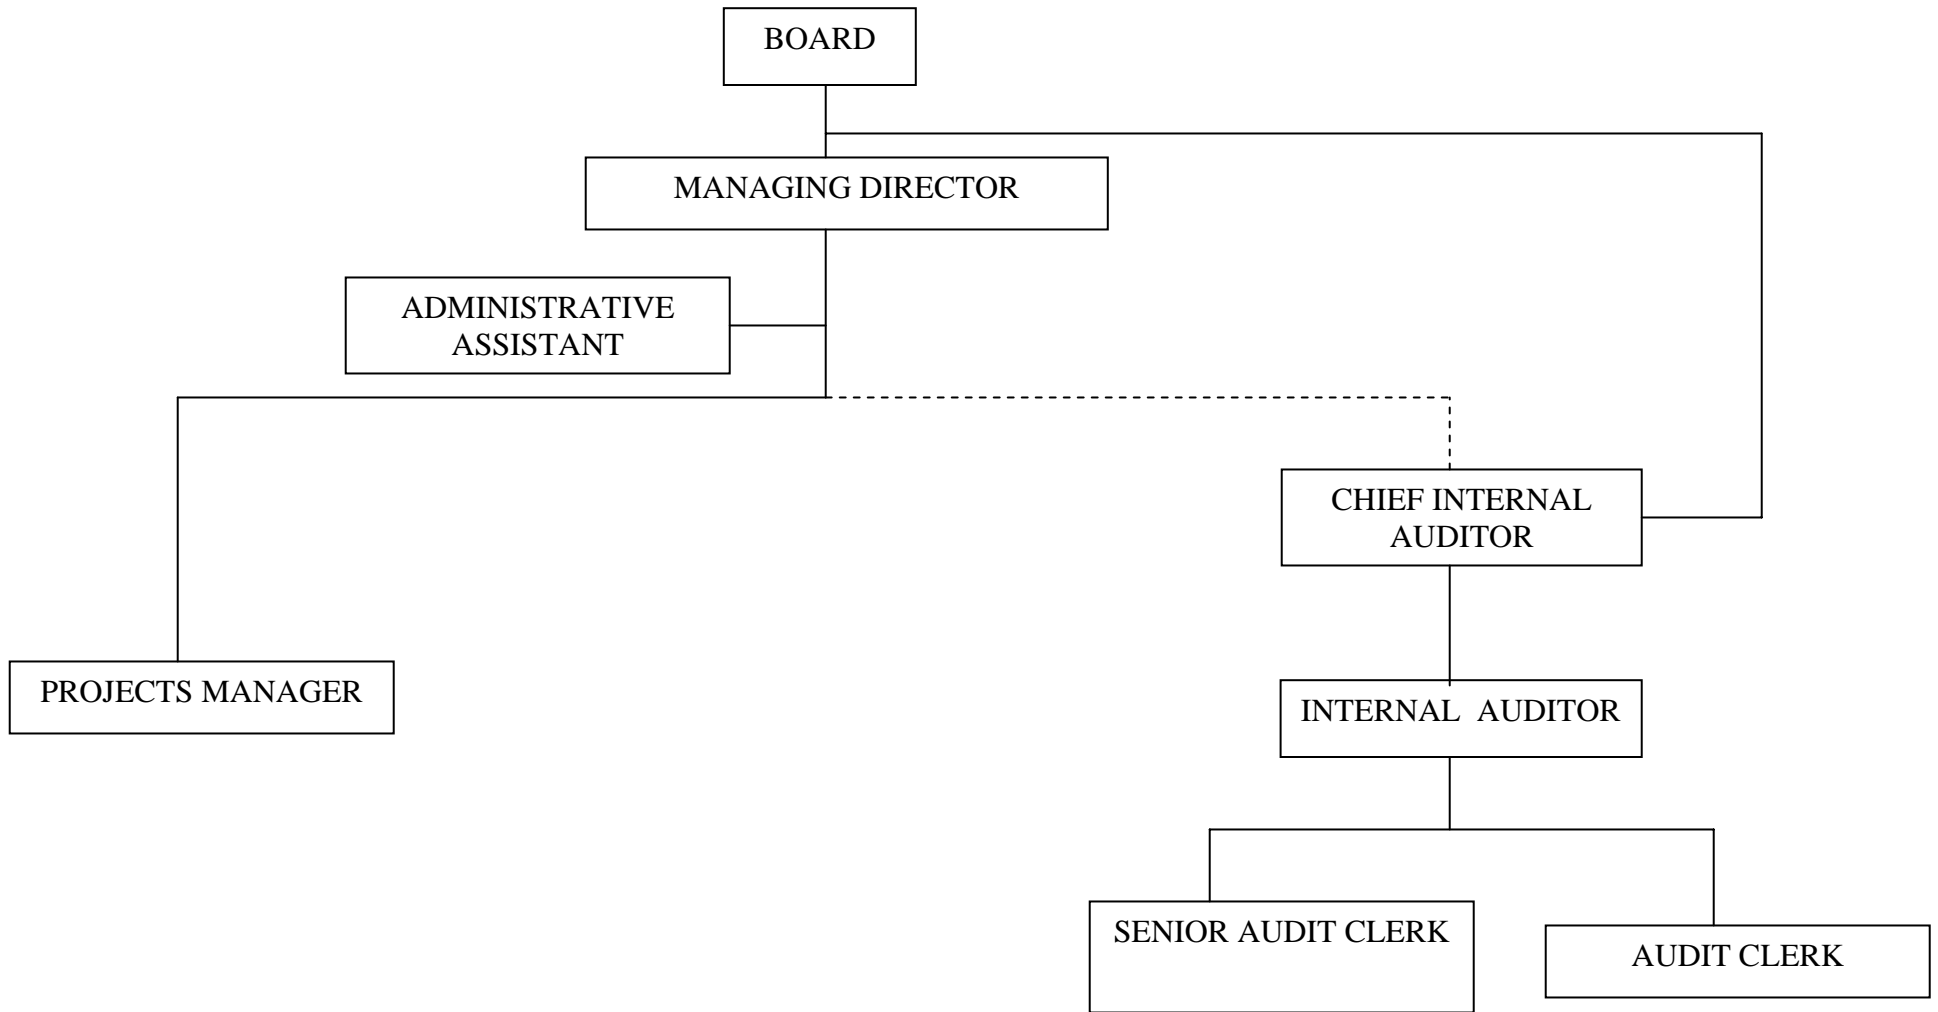 BOARD
MANAGING DIRECTOR
ADMINISTRATIVE
ASSISTANT
CHIEF INTERNAL
AUDITOR
PROJECTS MANAGER
INTERNAL  AUDITOR
SENIOR AUDIT CLERK
AUDIT CLERK